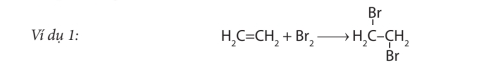 Br
Ví dụ 1: H₂C=CH₂ + Br₂ ⟶ H₂C–CH₂
Br